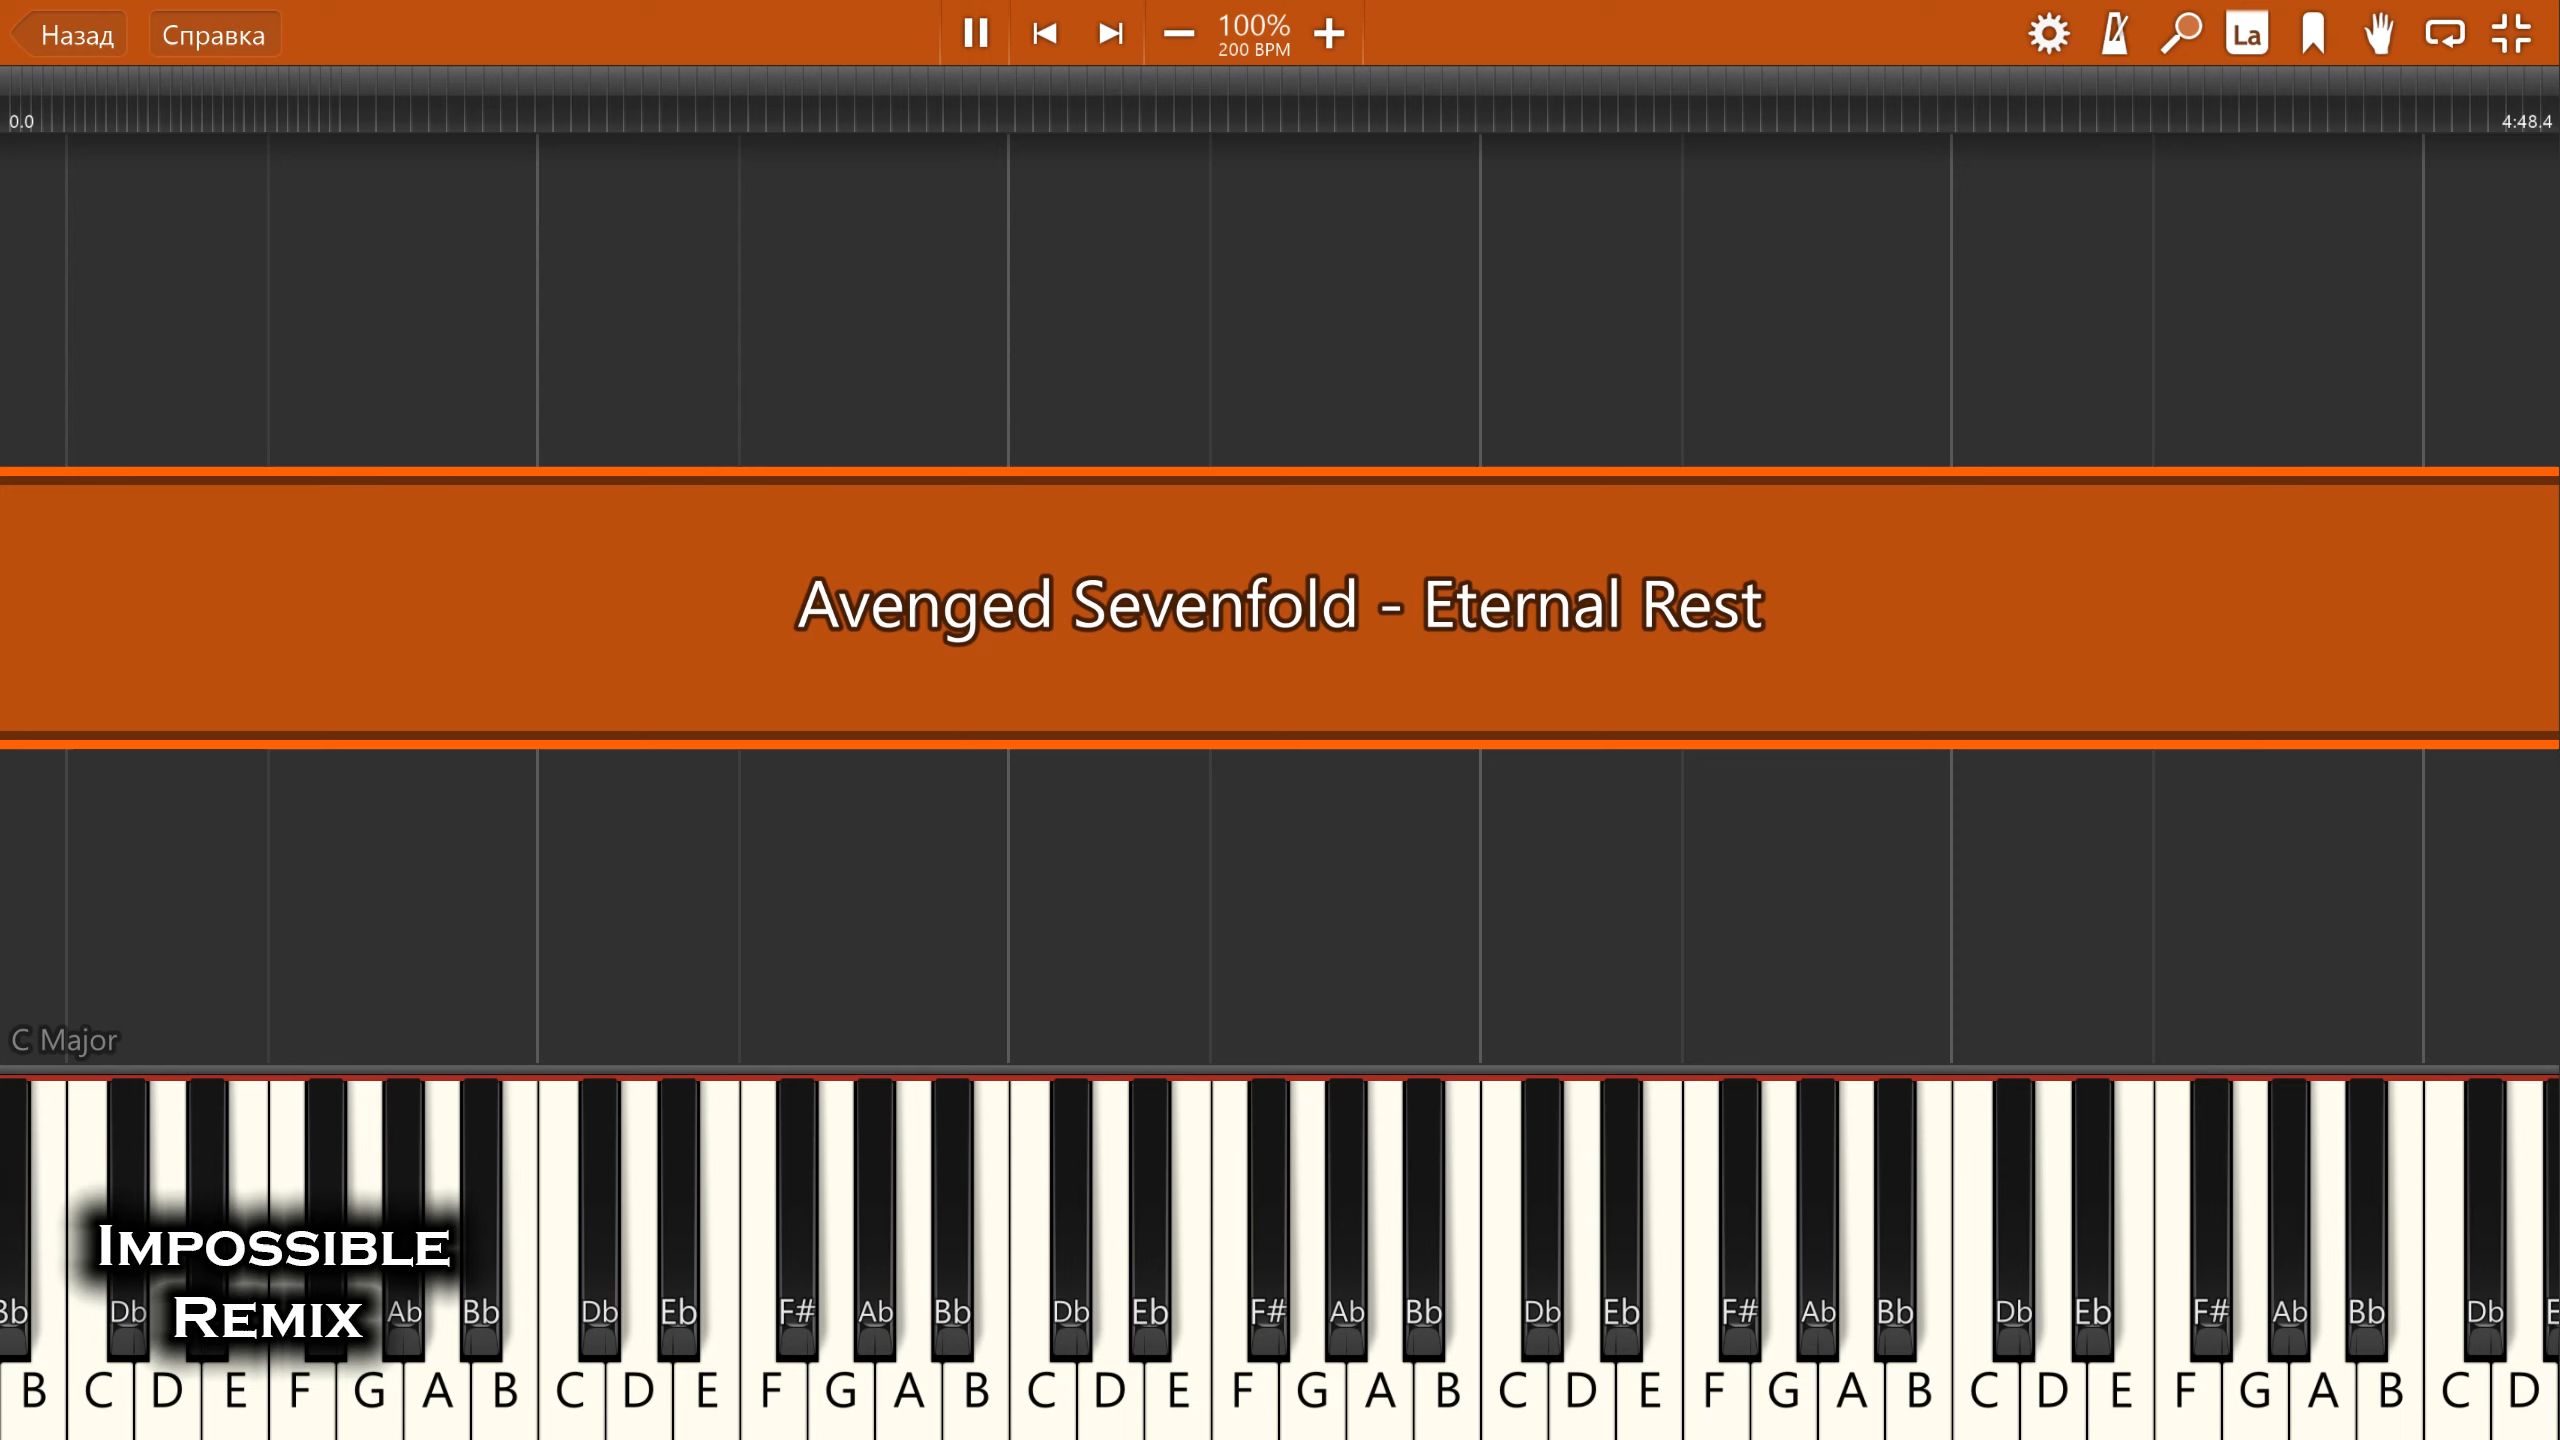 Назад Справка 100% La
200 BPM
0.0 4:48.4
Avenged Sevenfold - Eternal Rest
C Major
Impossible
Remix
Bb Db Ab Bb Db Eb F# Ab Bb Db Eb F# Ab Bb Db Eb F# Ab Bb Db Eb F# Ab Bb Db E
B C D E F G A B C D E F G A B C D E F G A B C D E F G A B C D E F G A B C D